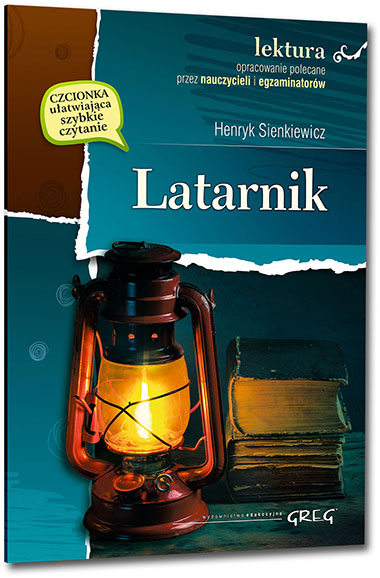 lektura
opracowanie polecane
przez nauczycieli i egzaminatorów
CZCIONKA
ułatwiająca
szybkie
czytanie
Henryk Sienkiewicz
Latarnik
wydawnictwo edukacyjne
GREG